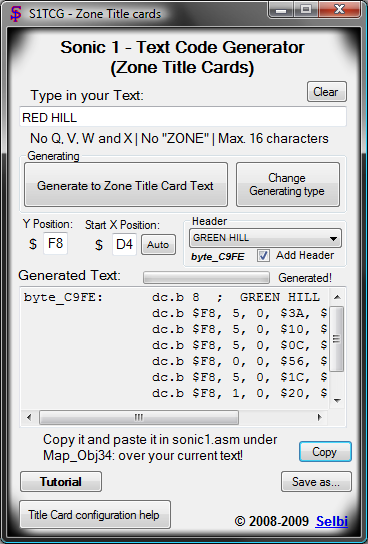 S1TCG - Zone Title cards
Sonic 1 - Text Code Generator
(Zone Title Cards)
Type in your Text:
Clear
RED HILL
No Q, V, W and X | No "ZONE" | Max. 16 characters
Generating
Generate to Zone Title Card Text
Change
Generating type
Y Position:
$ F8
Start X Position:
$ D4
Auto
Header
GREEN HILL
byte_C9FE
Add Header
Generated Text:
Generated!
byte_C9FE: dc.b 8 ; GREEN HILL
dc.b $F8, 5, 0, $3A, $
dc.b $F8, 5, 0, $10, $
dc.b $F8, 5, 0, $0C, $
dc.b $F8, 0, 0, $56, $
dc.b $F8, 5, 0, $1C, $
dc.b $F8, 1, 0, $20, $
Copy it and paste it in sonic1.asm under
Map_Obj34: over your current text!
Copy
Tutorial
Save as...
Title Card configuration help
© 2008-2009 Selbi